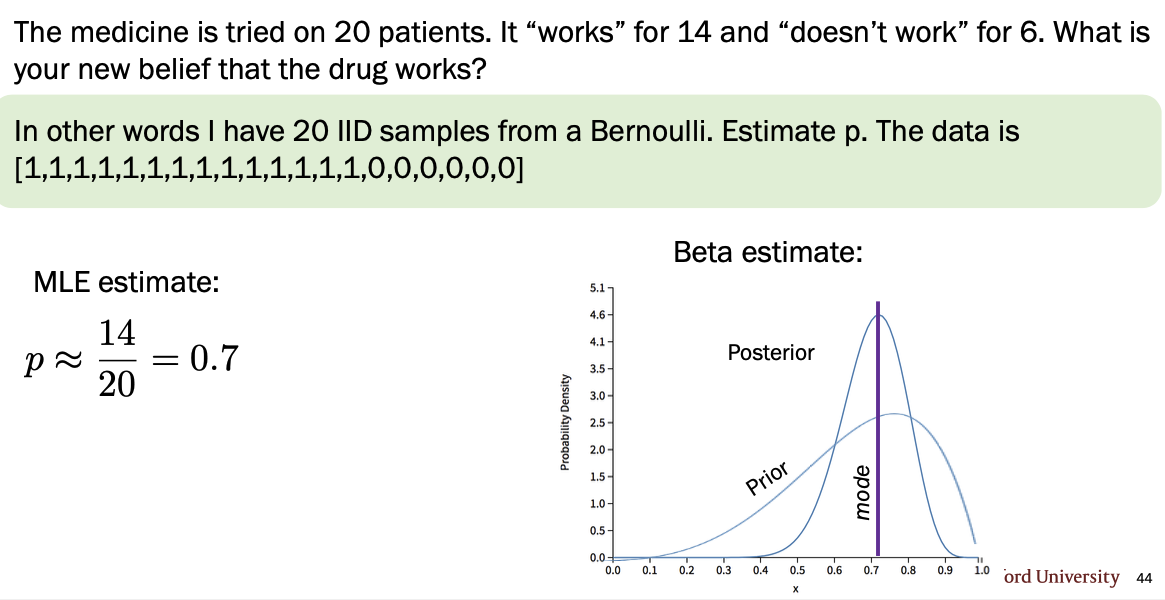 The medicine is tried on 20 patients. It “works” for 14 and “doesn’t work” for 6. What is
your new belief that the drug works?
In other words I have 20 IID samples from a Bernoulli. Estimate p. The data is
[1,1,1,1,1,1,1,1,1,1,1,1,1,1,0,0,0,0,0,0]
MLE estimate:
p ≈ 14/20 = 0.7
Beta estimate:
Probability Density
5.1
4.6
4.1
3.5
3.0
2.5
2.0
1.5
1.0
0.5
0.0
Posterior
Prior
mode
0.0 0.1 0.2 0.3 0.4 0.5 0.6 0.7 0.8 0.9 1.0
x
ord University 44